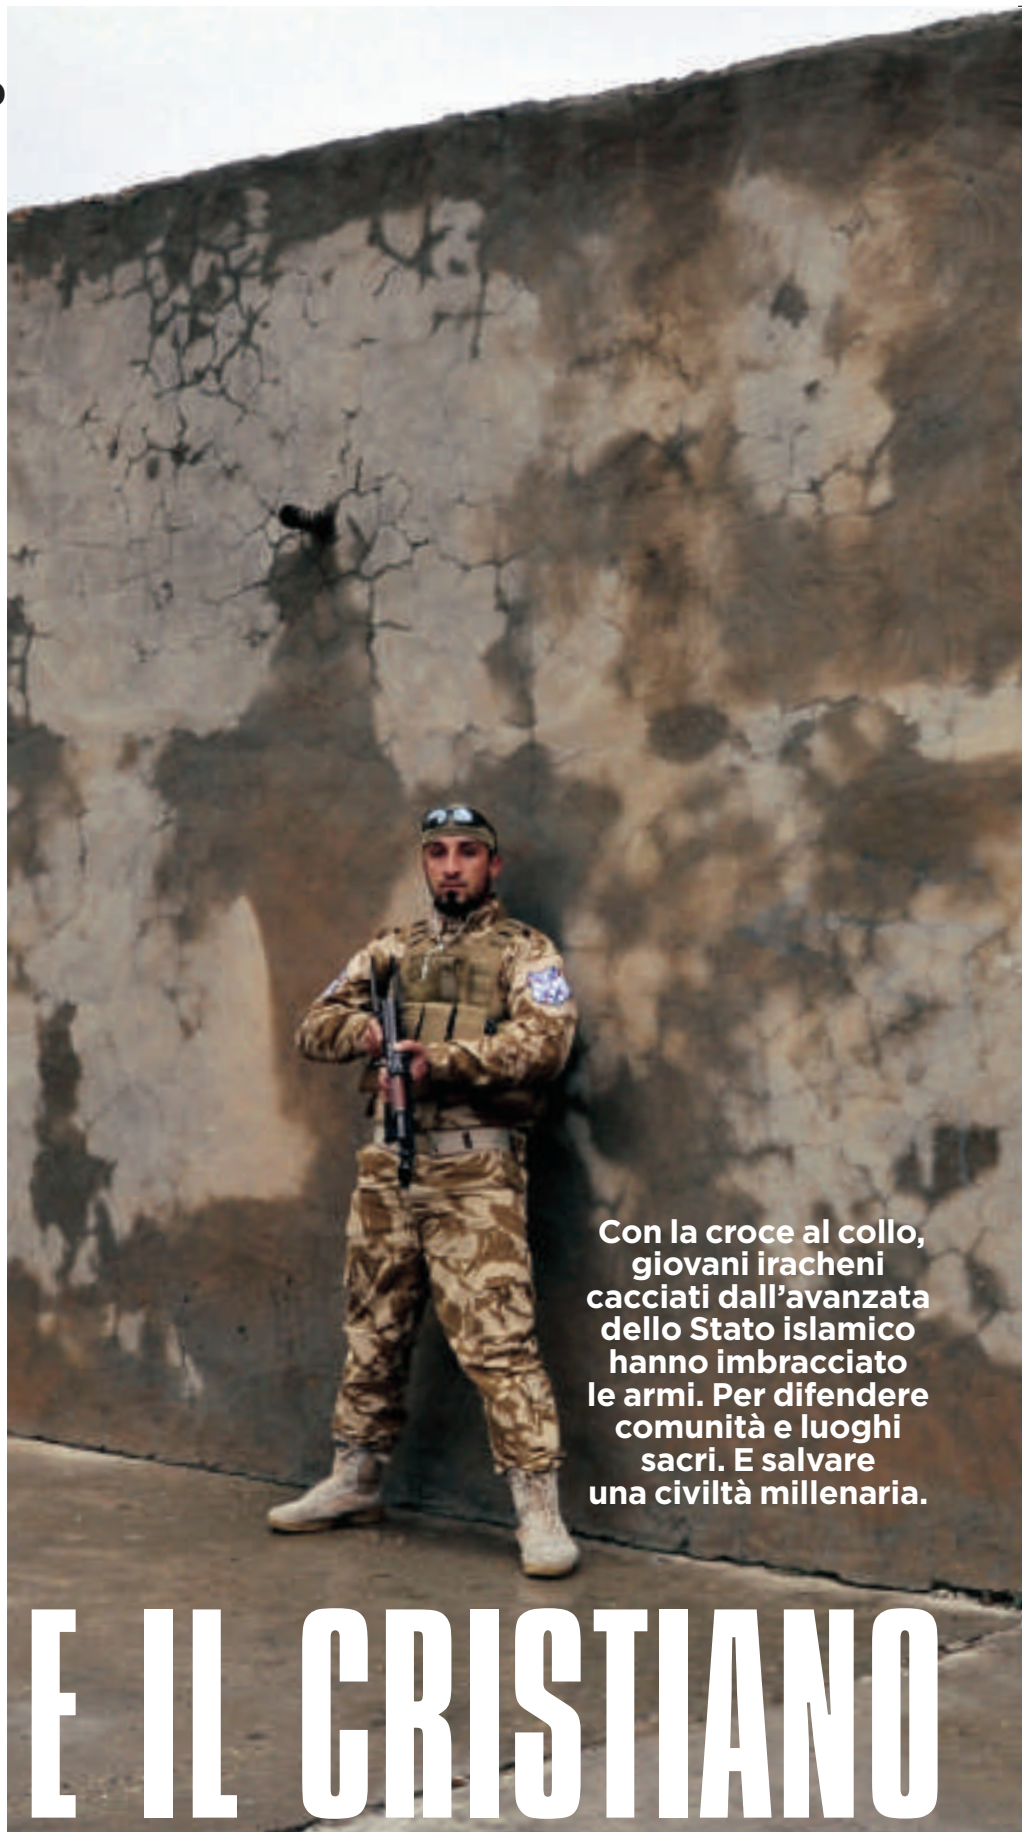 Con la croce al collo,
giovani iracheni
cacciati dall’avanzata
dello Stato islamico
hanno imbracciato
le armi. Per difendere
comunità e luoghi
sacri. E salvare
una civiltà millenaria.
E IL CRISTIANO